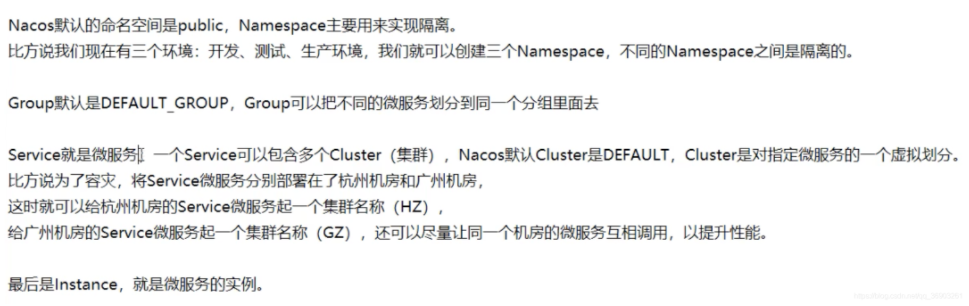 Nacos默认的命名空间是public，Namespace主要用来实现隔离。
比方说我们现在有三个环境：开发、测试、生产环境，我们就可以创建三个Namespace，不同的Namespace之间是隔离的。
Group默认是DEFAULT_GROUP，Group可以把不同的微服务划分到同一个分组里面去
Service就是微服务 一个Service可以包含多个Cluster（集群），Nacos默认Cluster是DEFAULT，Cluster是对指定微服务的一个虚拟划分。
比方说为了容灾，将Service微服务分别部署在了杭州机房和广州机房，
这时就可以给杭州机房的Service微服务起一个集群名称（HZ），
给广州机房的Service微服务起一个集群名称（GZ），还可以尽量让同一个机房的微服务互相调用，以提升性能。
最后是Instance，就是微服务的实例。